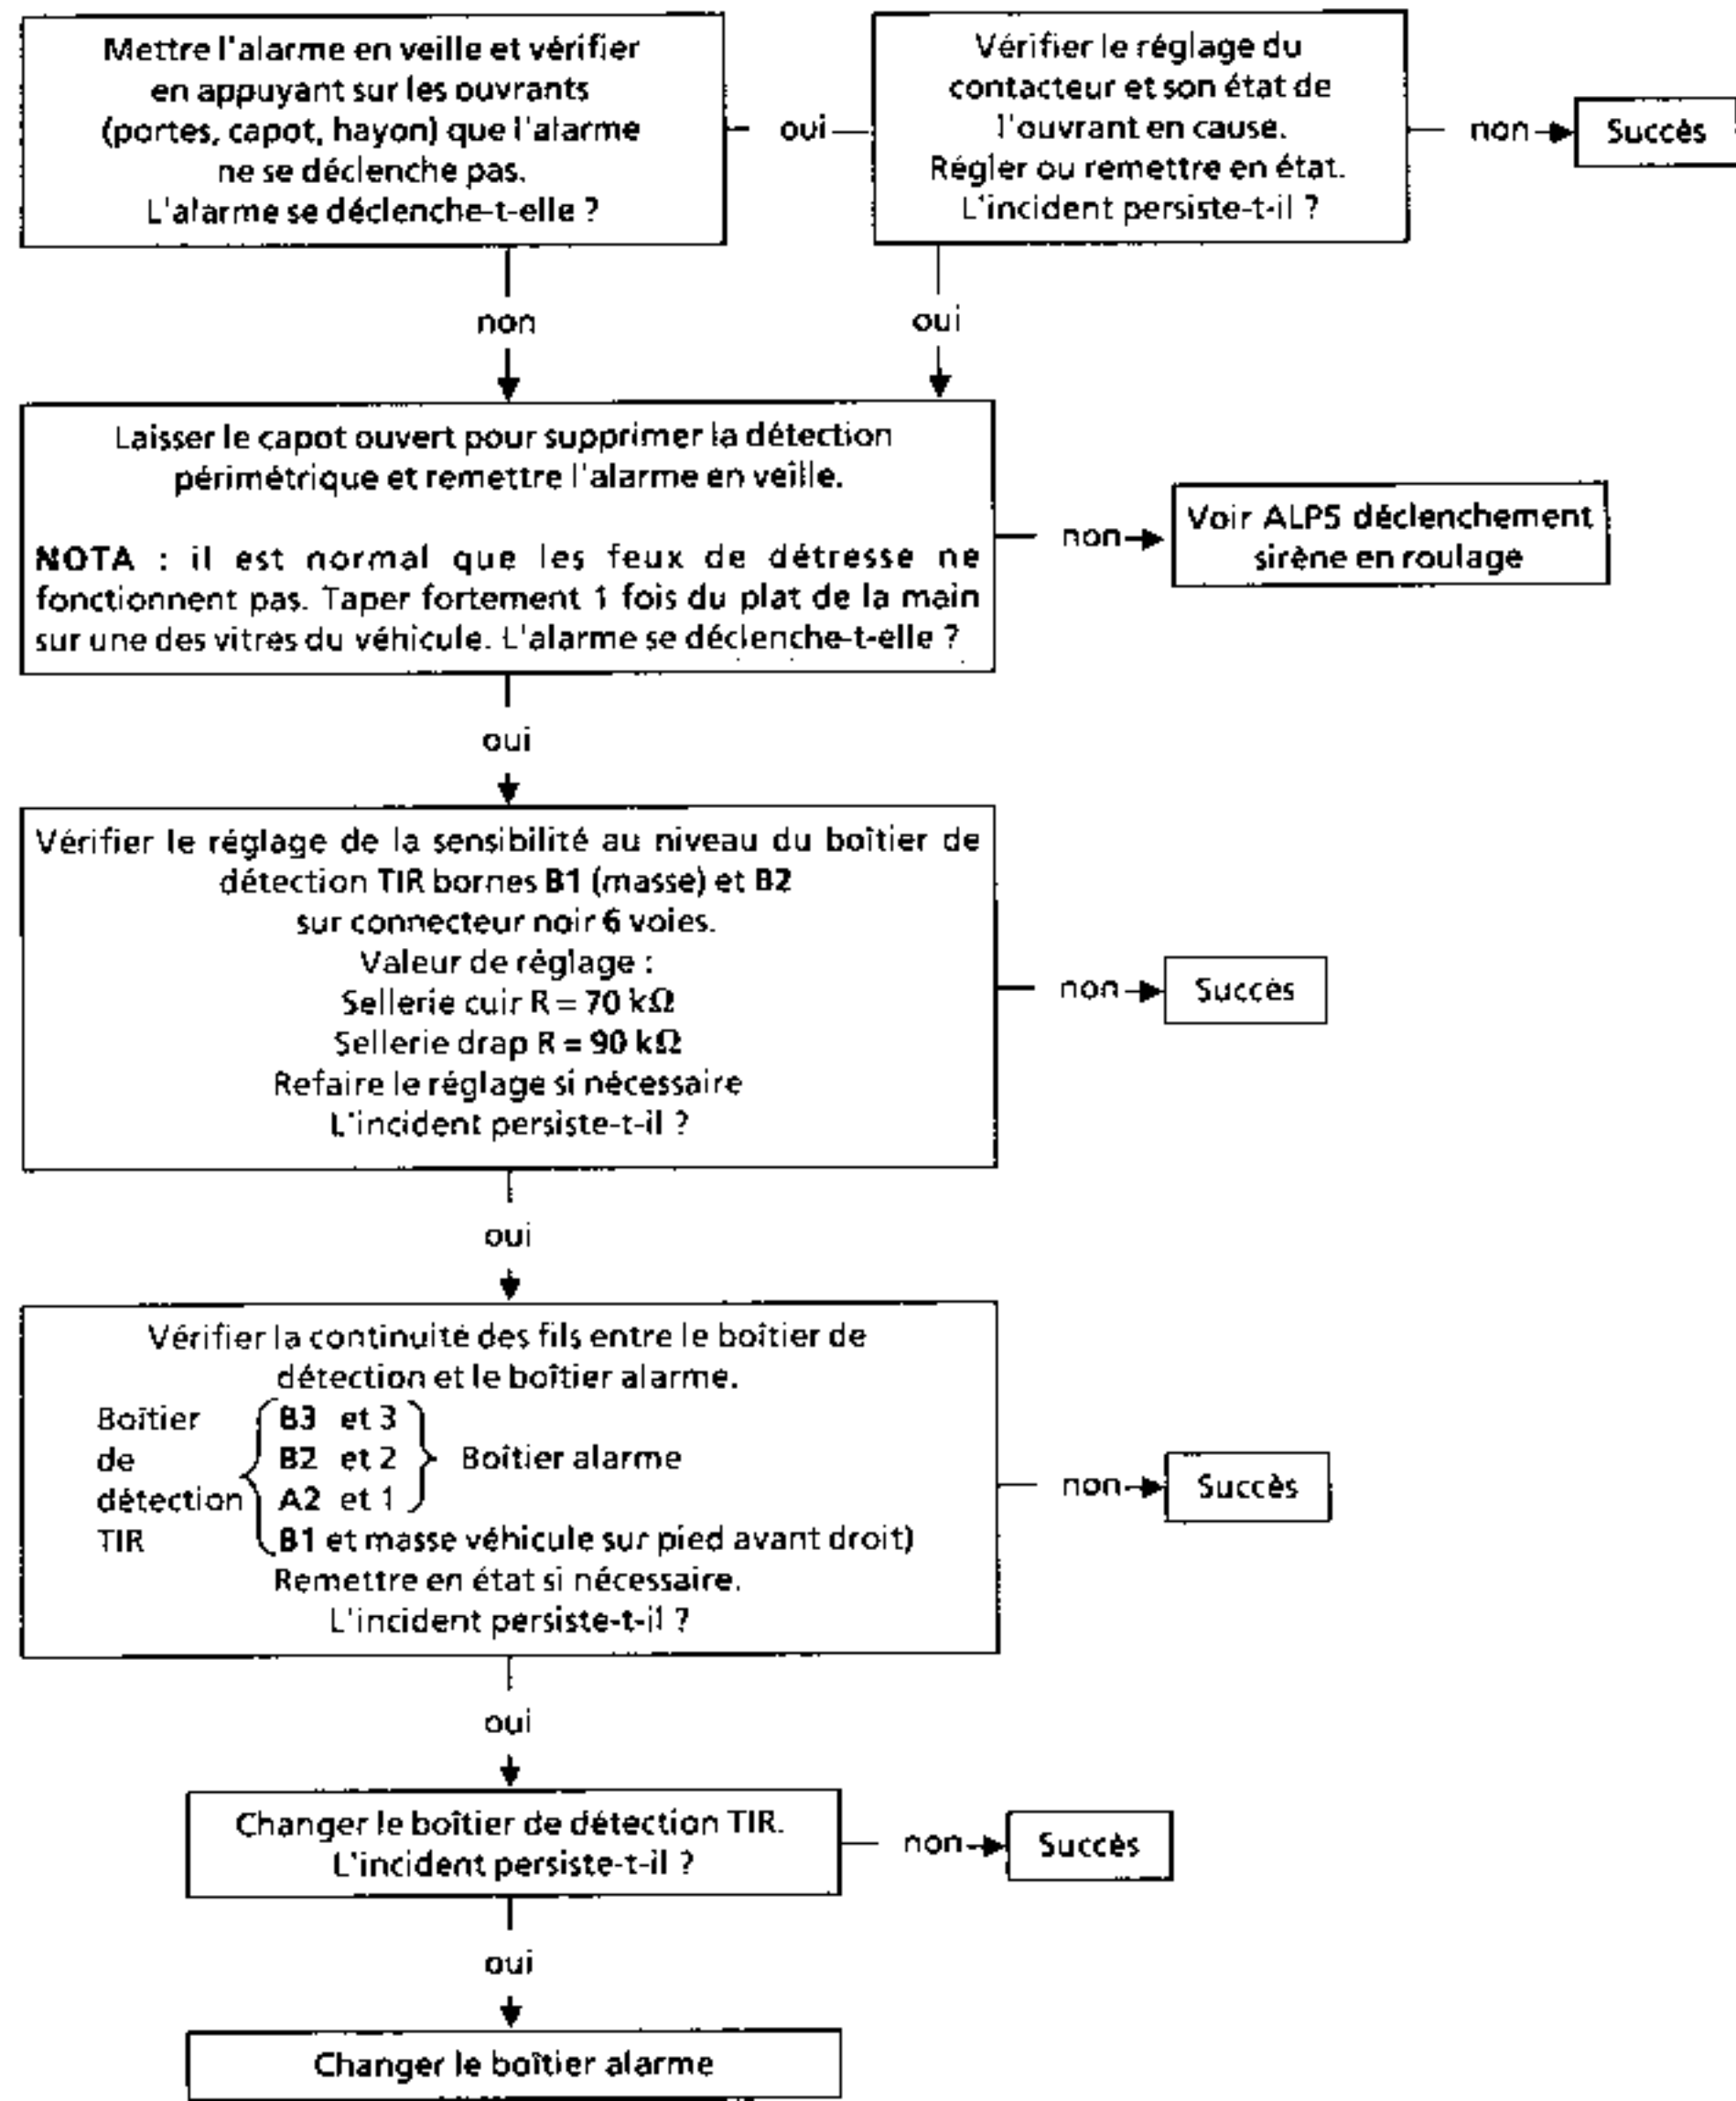 Mettre l'alarme en veille et vérifier
en appuyant sur les ouvrants
(portes, capot, hayon) que l'alarme
ne se déclenche pas.
L'alarme se déclenche-t-elle ?
oui
Vérifier le réglage du
contacteur et son état de
l'ouvrant en cause.
Régler ou remettre en état.
L'incident persiste-t-il ?
non
Succès
non
oui
Laisser le capot ouvert pour supprimer la détection
périmétrique et remettre l'alarme en veille.
NOTA : il est normal que les feux de détresse ne
fonctionnent pas. Taper fortement 1 fois du plat de la main
sur une des vitres du véhicule. L'alarme se déclenche-t-elle ?
non
Voir ALP5 déclenchement
sirène en roulage
oui
Vérifier le réglage de la sensibilité au niveau du boîtier de
détection TIR bornes B1 (masse) et B2
sur connecteur noir 6 voies.
Valeur de réglage :
Sellerie cuir R = 70 kΩ
Sellerie drap R = 90 kΩ
Refaire le réglage si nécessaire
L'incident persiste-t-il ?
non
Succès
oui
Vérifier la continuité des fils entre le boîtier de
détection et le boîtier alarme.
Boîtier
de
détection
TIR
B3 et 3
B2 et 2
A2 et 1
Boîtier alarme
B1 et masse véhicule sur pied avant droit)
Remettre en état si nécessaire.
L'incident persiste-t-il ?
non
Succès
oui
Changer le boîtier de détection TIR.
L'incident persiste-t-il ?
non
Succès
oui
Changer le boîtier alarme